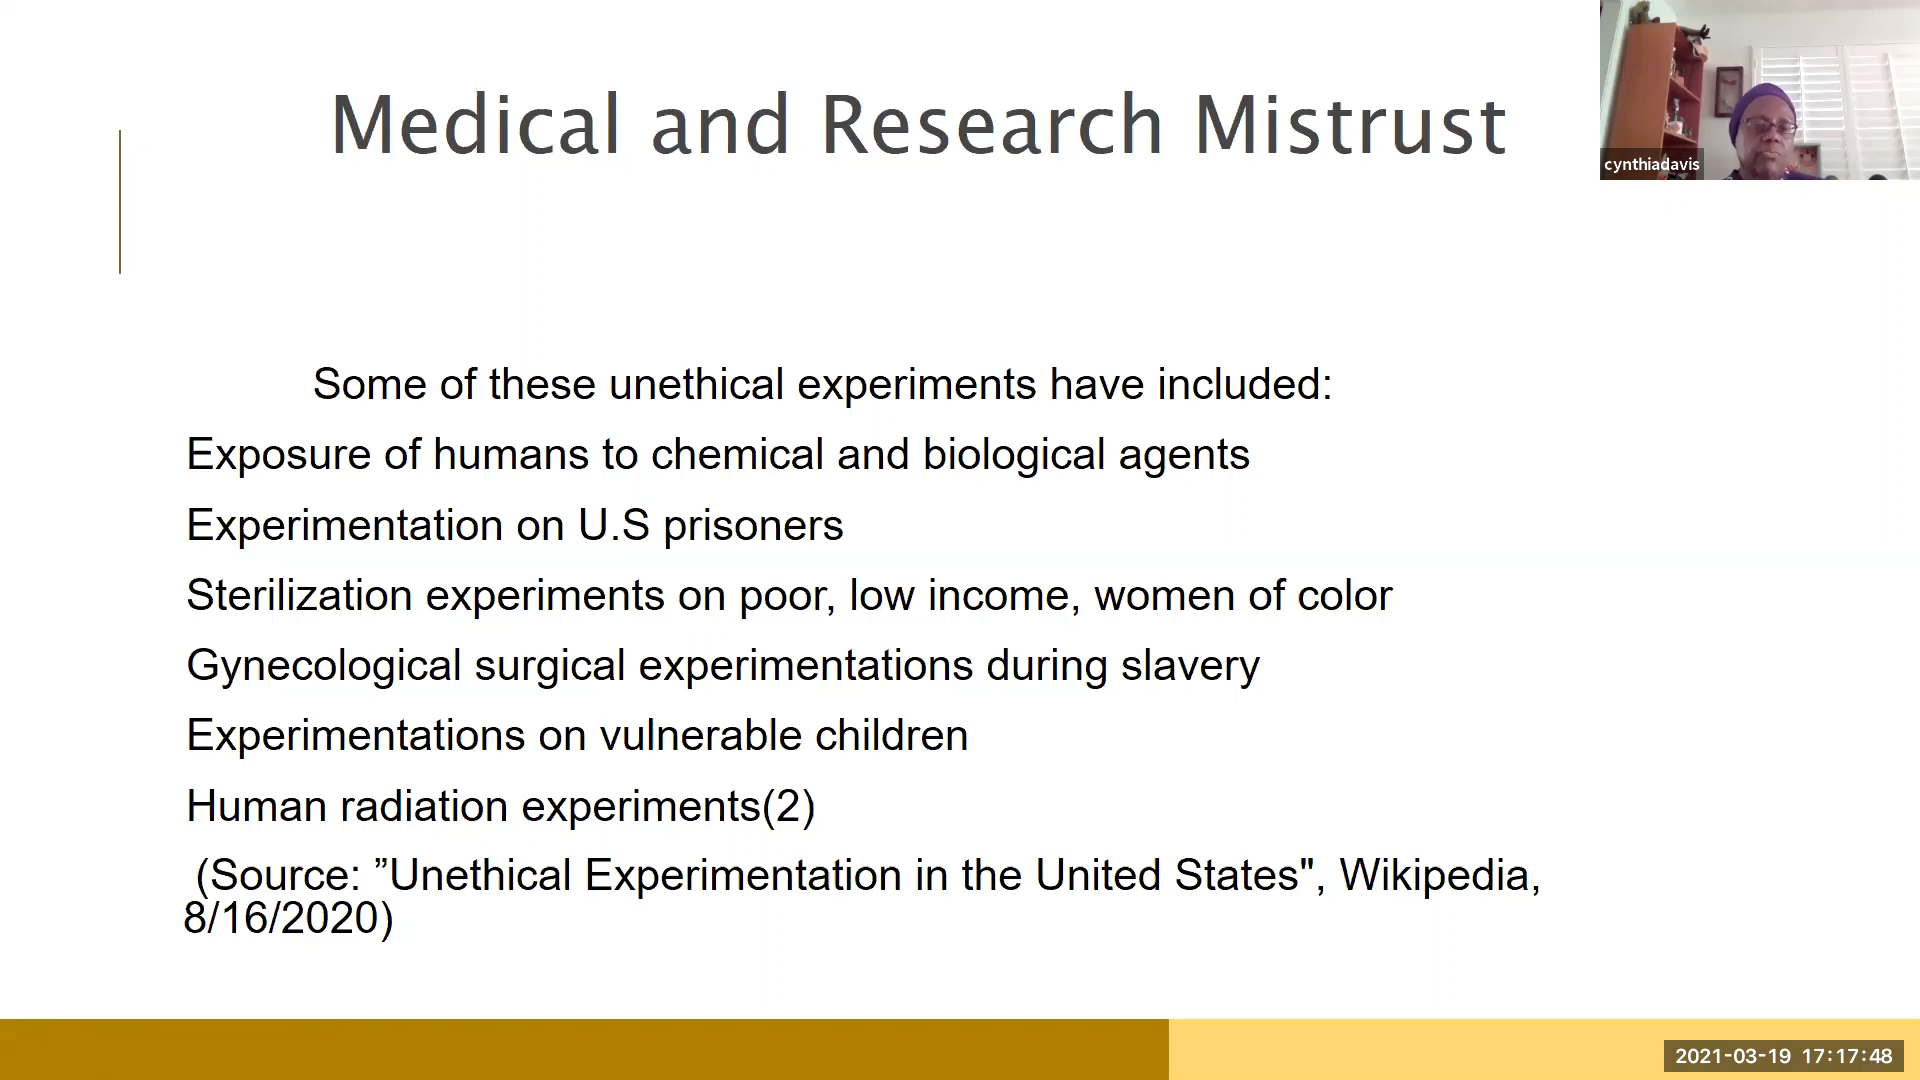 Medical and Research Mistrust
cynthiadavis
Some of these unethical experiments have included:
Exposure of humans to chemical and biological agents
Experimentation on U.S prisoners
Sterilization experiments on poor, low income, women of color
Gynecological surgical experimentations during slavery
Experimentations on vulnerable children
Human radiation experiments(2)
(Source: ”Unethical Experimentation in the United States", Wikipedia,
8/16/2020)
2021-03-19 17:17:48